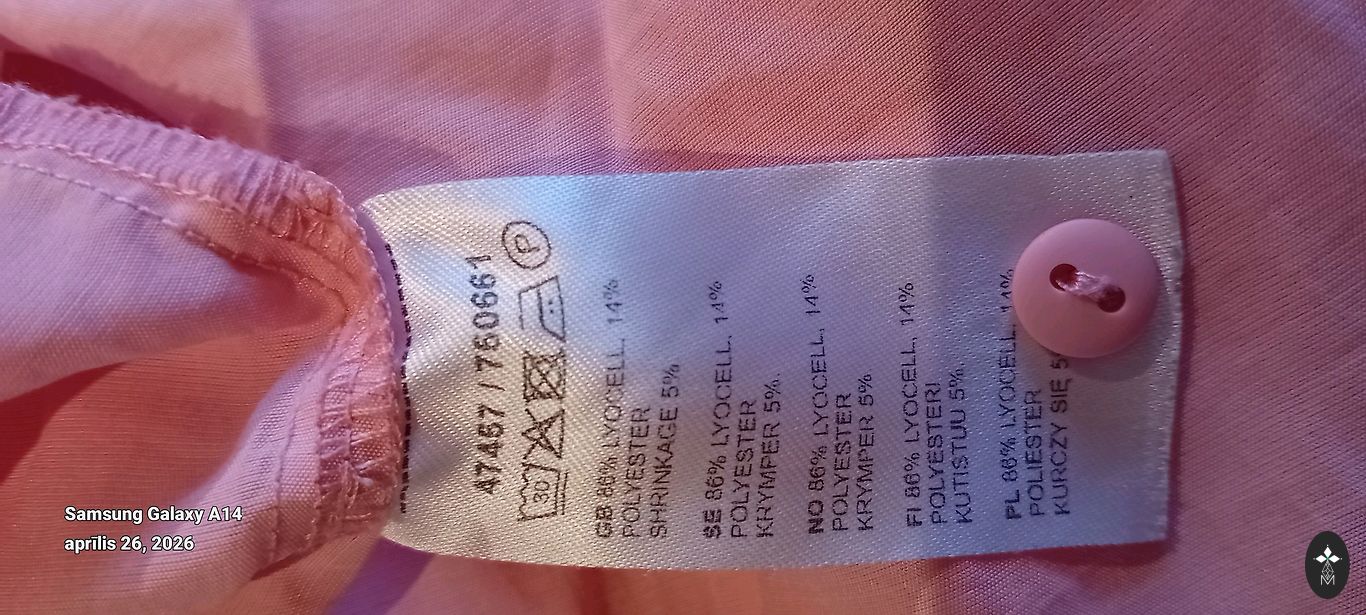 47467 / 750661
30 P
GB 86% LYOCELL, 14%
POLYESTER
SHRINKAGE 5%
SE 86% LYOCELL, 14%
POLYESTER
KRYMPER 5%.
NO 86% LYOCELL, 14%
POLYESTER
KRYMPER 5%
FI 86% LYOCELL, 14%
POLYESTERI
KUTISTUU 5%.
PL 86% LYOCELL, 14%
POLIESTER
KURCZY SIĘ
Samsung Galaxy A14
aprīlis 26, 2026
M